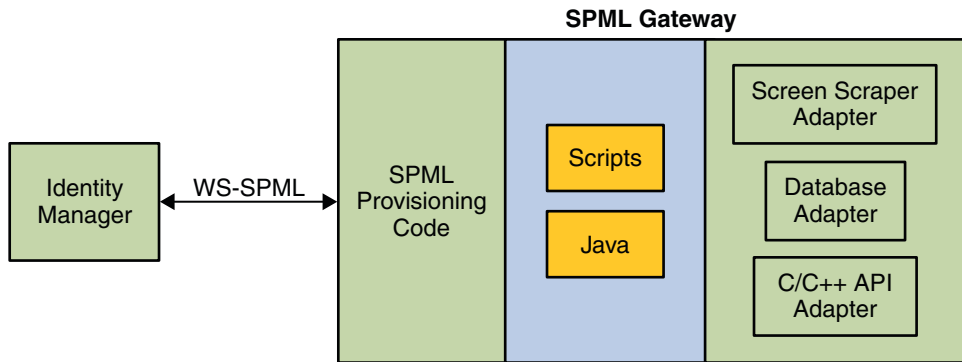 SPML Gateway
Identity
Manager
WS-SPML
SPML
Provisioning
Code
Scripts
Java
Screen Scraper
Adapter
Database
Adapter
C/C++ API
Adapter